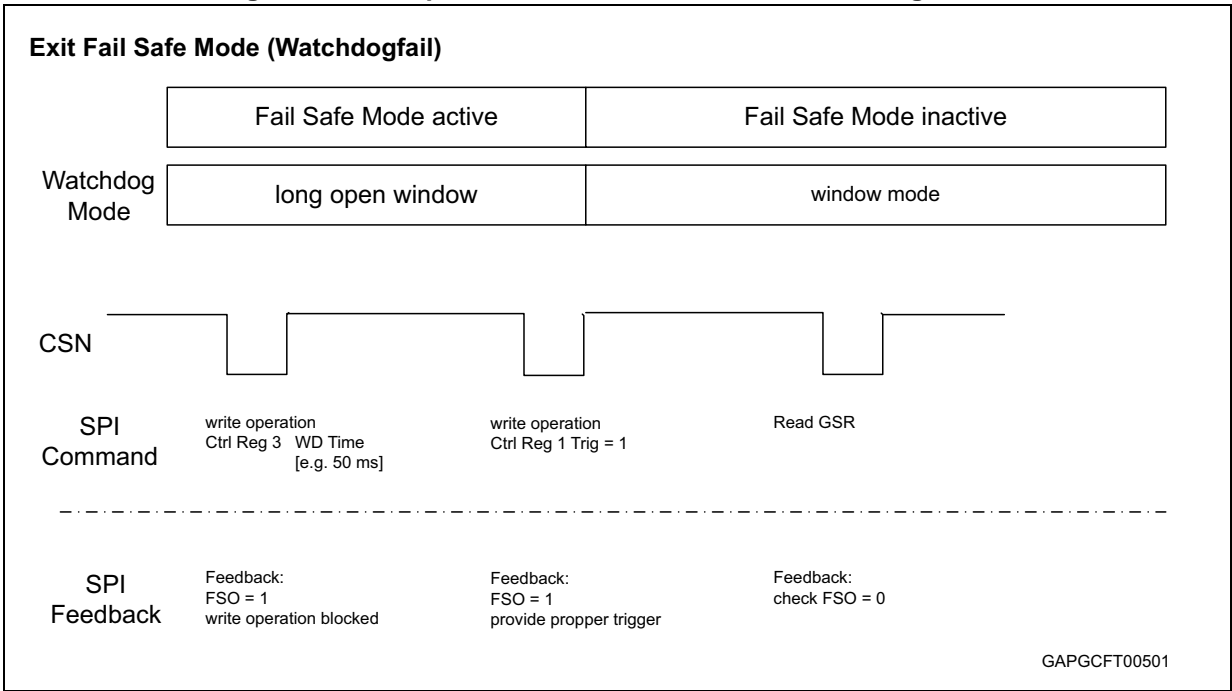 Exit Fail Safe Mode (Watchdogfail)
Fail Safe Mode active
Fail Safe Mode inactive
Watchdog
Mode
long open window
window mode
CSN
SPI
Command
write operation
Ctrl Reg 3 WD Time
[e.g. 50 ms]
write operation
Ctrl Reg 1 Trig = 1
Read GSR
SPI
Feedback
Feedback:
FSO = 1
write operation blocked
Feedback:
FSO = 1
provide propper trigger
Feedback:
check FSO = 0
GAPGCFT00501